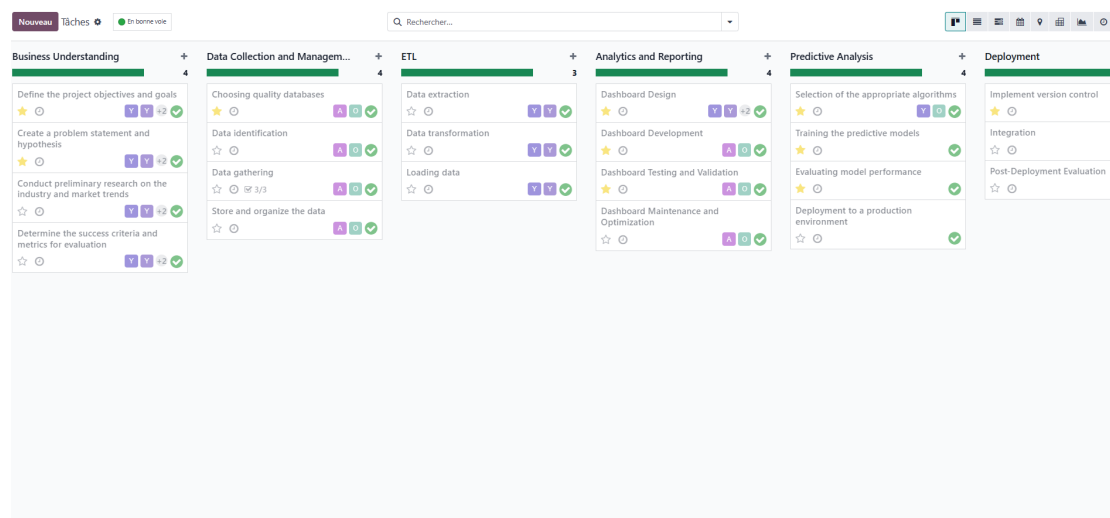 Nouveau Tâches En bonne voie Rechercher...
Business Understanding +
4
Define the project objectives and goals
Y Y +2
Create a problem statement and
hypothesis
Y Y +2
Conduct preliminary research on the
industry and market trends
Y Y +2
Determine the success criteria and
metrics for evaluation
Y Y +2
Data Collection and Managem... +
4
Choosing quality databases
A O
Data identification
A O
Data gathering
3/3 A O
Store and organize the data
A O
ETL +
3
Data extraction
Y Y
Data transformation
Y Y
Loading data
Y Y
Analytics and Reporting +
4
Dashboard Design
Y Y +2
Dashboard Development
A O
Dashboard Testing and Validation
A O
Dashboard Maintenance and
Optimization
A O
Predictive Analysis +
4
Selection of the appropriate algorithms
Y O
Training the predictive models
Evaluating model performance
Deployment to a production
environment
Deployment
Implement version control
Integration
Post-Deployment Evaluation